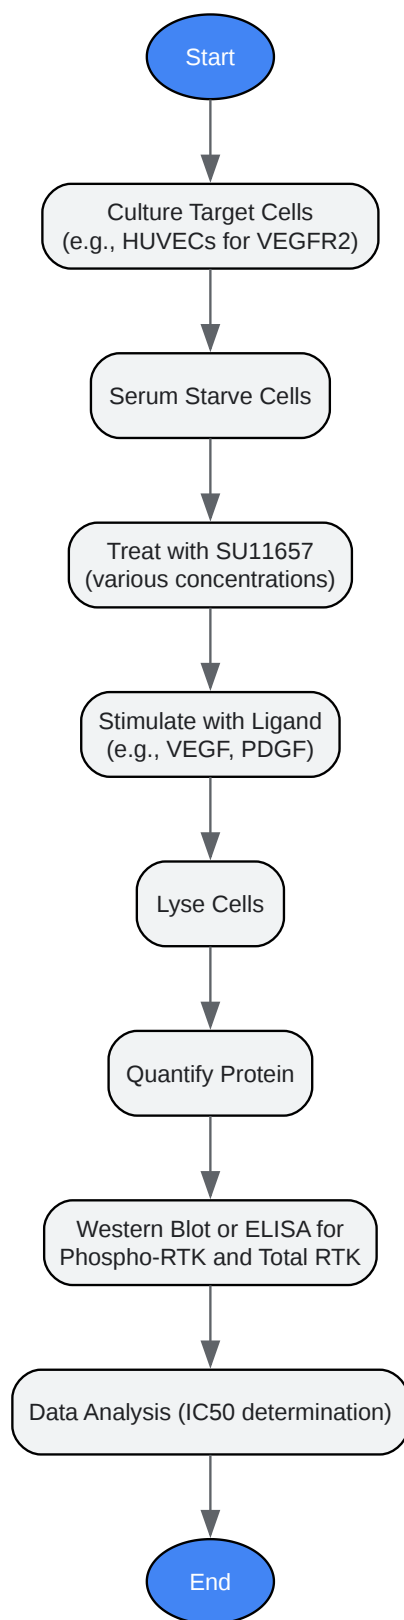 Start
Culture Target Cells
(e.g., HUVECs for VEGFR2)
Serum Starve Cells
Treat with SU11657
(various concentrations)
Stimulate with Ligand
(e.g., VEGF, PDGF)
Lyse Cells
Quantify Protein
Western Blot or ELISA for
Phospho-RTK and Total RTK
Data Analysis (IC50 determination)
End